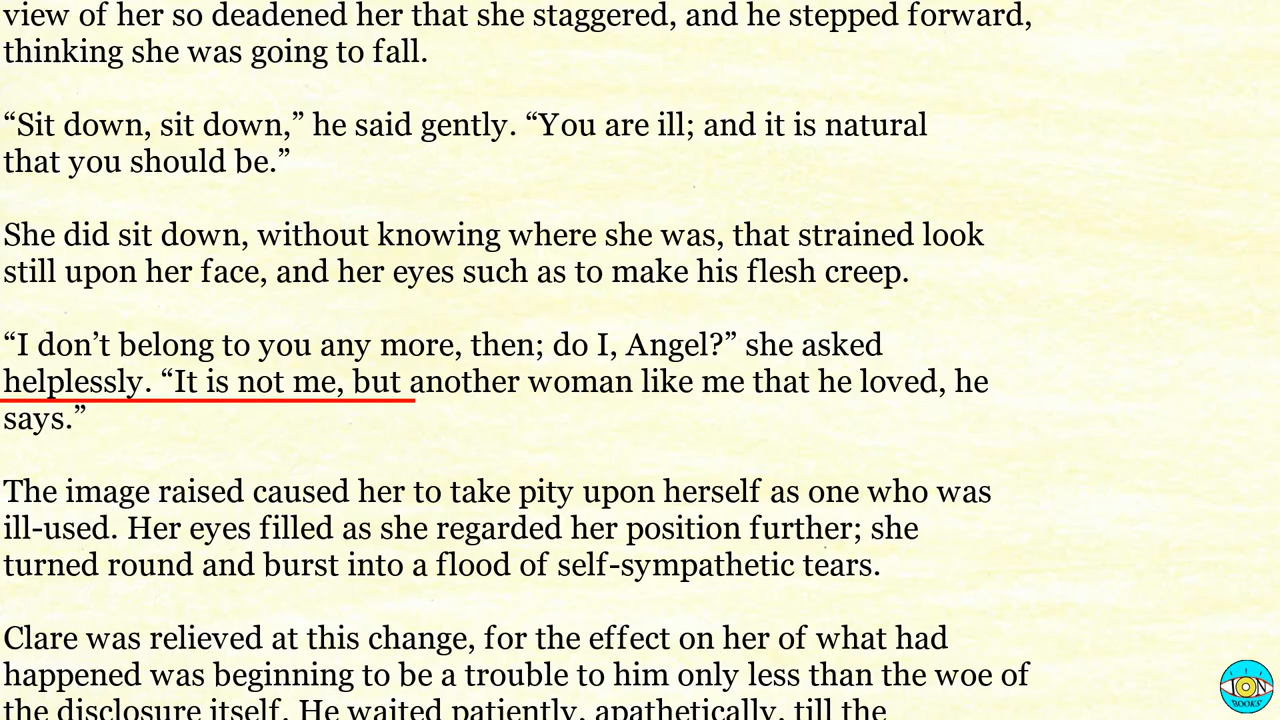 view of her so deadened her that she staggered, and he stepped forward,
thinking she was going to fall.
“Sit down, sit down,” he said gently. “You are ill; and it is natural
that you should be.”
She did sit down, without knowing where she was, that strained look
still upon her face, and her eyes such as to make his flesh creep.
“I don’t belong to you any more, then; do I, Angel?” she asked
helplessly. “It is not me, but another woman like me that he loved, he
says.”
The image raised caused her to take pity upon herself as one who was
ill-used. Her eyes filled as she regarded her position further; she
turned round and burst into a flood of self-sympathetic tears.
Clare was relieved at this change, for the effect on her of what had
happened was beginning to be a trouble to him only less than the woe of
the disclosure itself. He waited patiently, apathetically, till the
ION
BOOKS